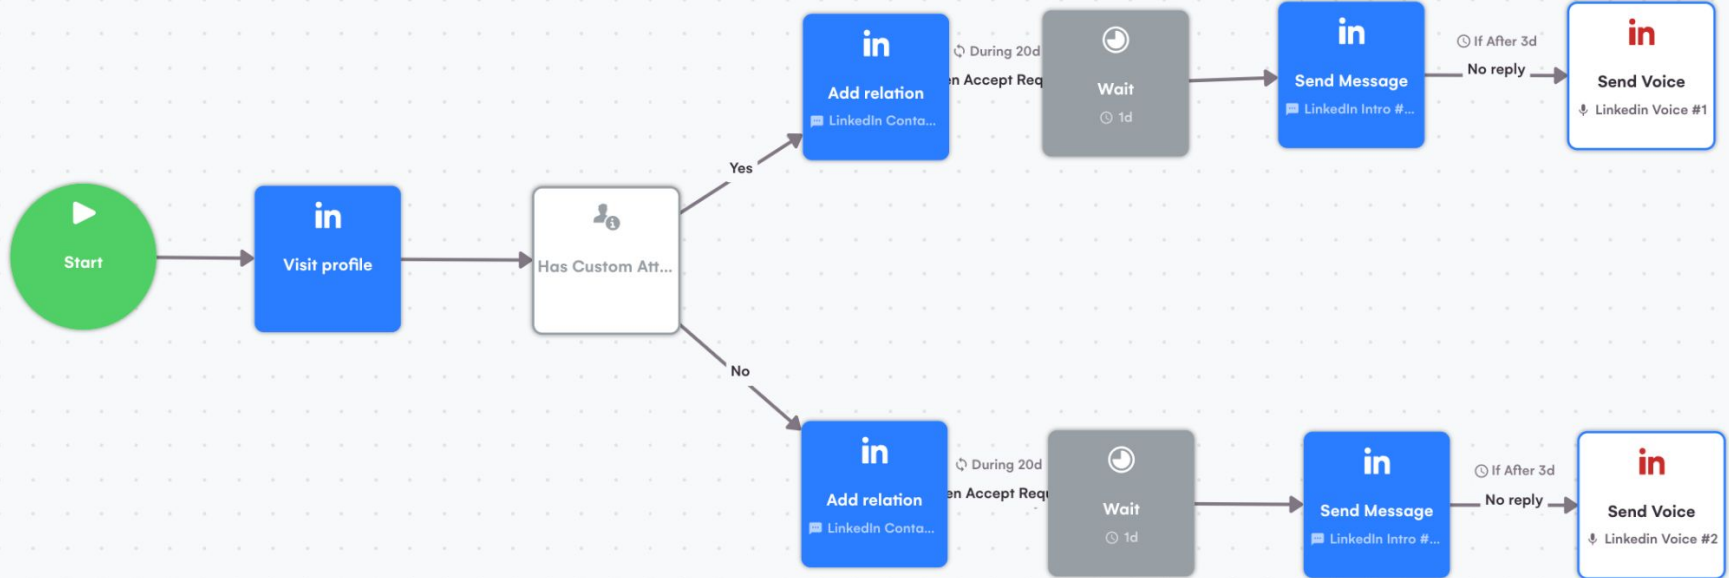 in
Add relation
LinkedIn Conta...
During 20d
en Accept Req
Wait
1d
in
Send Message
LinkedIn Intro #...
If After 3d
No reply
in
Send Voice
Linkedin Voice #1
Yes
Start
in
Visit profile
Has Custom Att...
No
in
Add relation
LinkedIn Conta...
During 20d
en Accept Requ
Wait
1d
in
Send Message
LinkedIn Intro #...
If After 3d
No reply
in
Send Voice
Linkedin Voice #2